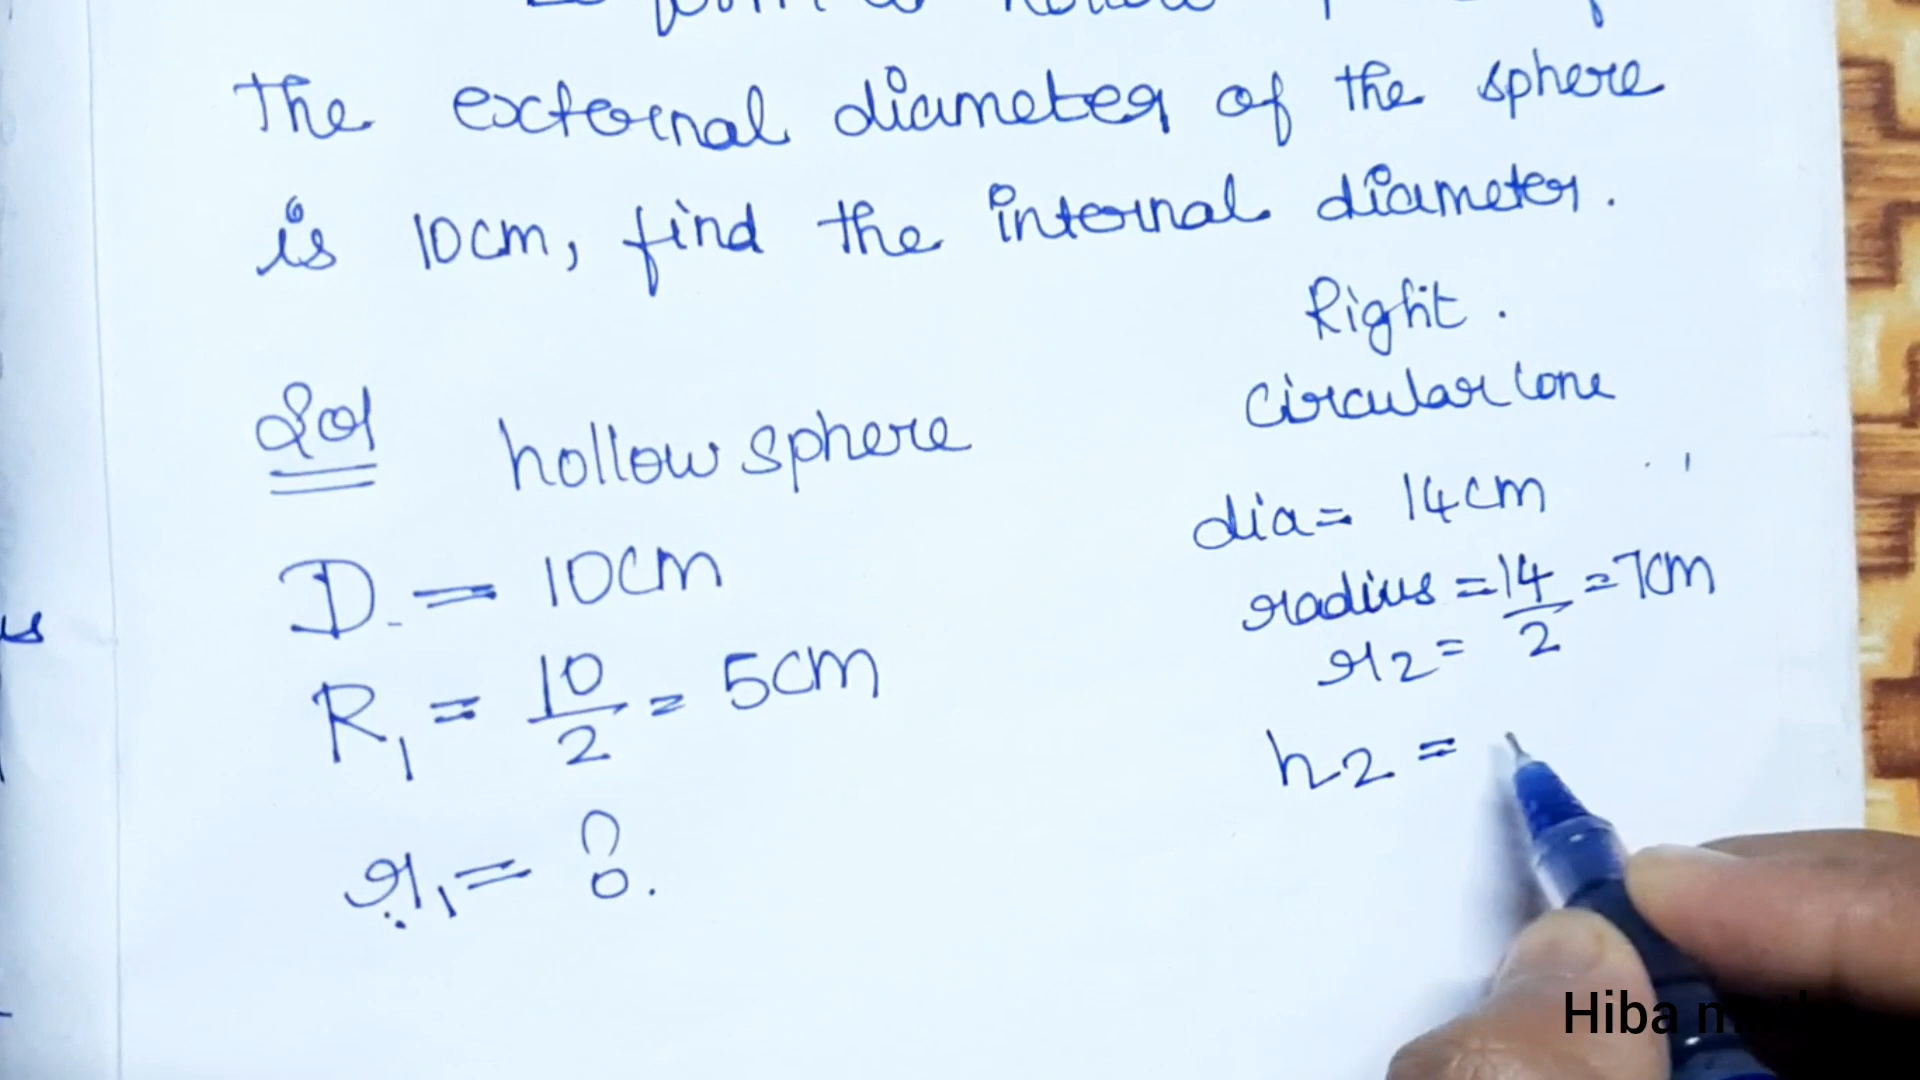 The external diameter of the sphere
is 10cm, find the internal diameter.
Right.
Circular Cone
Sol
hollow sphere
dia = 14cm
D = 10cm
radius = 14/2 = 7cm
r2 =
R1 = 10/2 = 5cm
h2 =
r1 = ?
Hiba